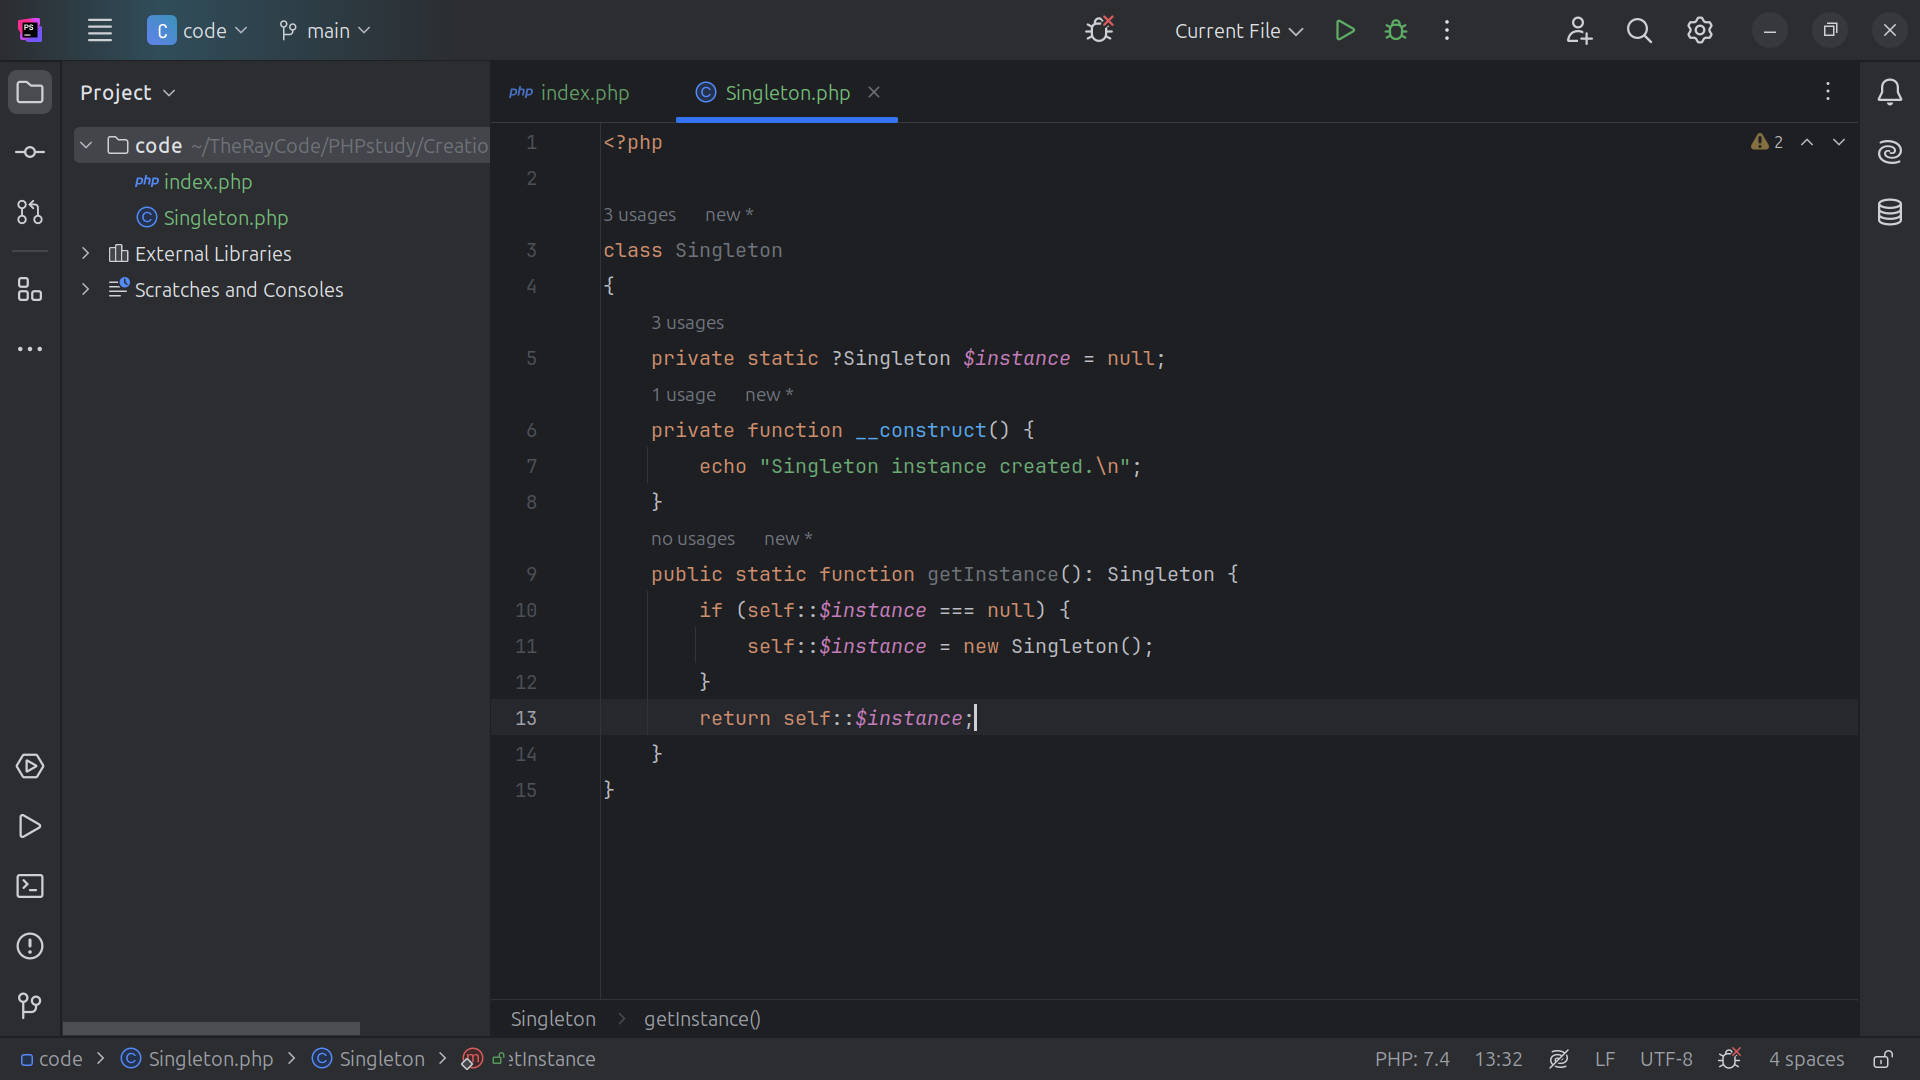 PS
C code main
Current File
Project
php index.php
C Singleton.php
code ~/TheRayCode/PHPstudy/Creatio
php index.php
C Singleton.php
External Libraries
Scratches and Consoles
2
1 <?php
2
3 usages new *
3 class Singleton
4 {
3 usages
5 private static ?Singleton $instance = null;
1 usage new *
6 private function __construct() {
7 echo "Singleton instance created.\n";
8 }
no usages new *
9 public static function getInstance(): Singleton {
10 if (self::$instance === null) {
11 self::$instance = new Singleton();
12 }
13 return self::$instance;
14 }
15 }
Singleton > getInstance()
code > C Singleton.php > C Singleton > m etInstance
PHP: 7.4 13:32 LF UTF-8 4 spaces